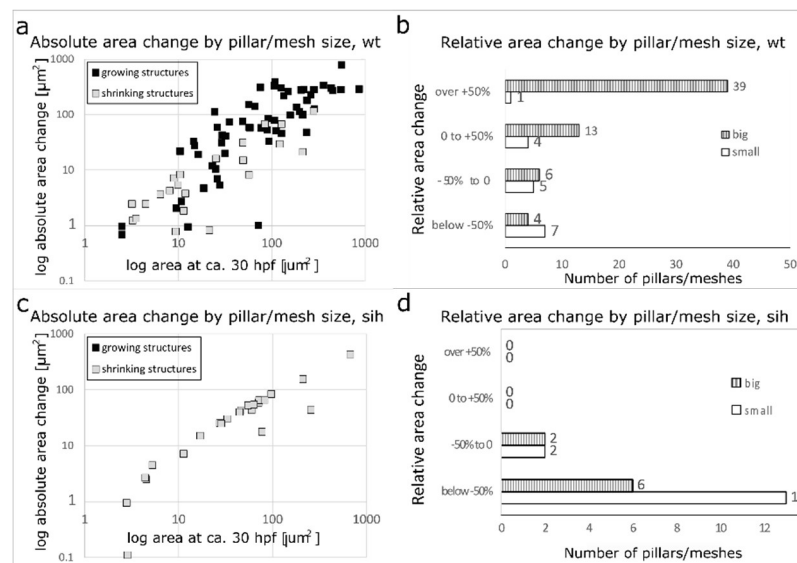 a
Absolute area change by pillar/mesh size, wt
log absolute area change [µm²]
1000
100
10
1
0.1
growing structures
shrinking structures
1 10 100 1000
log area at ca. 30 hpf [µm²]
b
Relative area change by pillar/mesh size, wt
Relative area change
over +50%
39
1
0 to +50%
13
4
-50% to 0
6
5
below -50%
4
7
big
small
0 10 20 30 40 50
Number of pillars/meshes
c
Absolute area change by pillar/mesh size, sih
log absolute area change [µm²]
1000
100
10
1
0.1
growing structures
shrinking structures
1 10 100 1000
log area at ca. 30 hpf [µm²]
d
Relative area change by pillar/mesh size, sih
Relative area change
over +50%
0
0
0 to +50%
0
0
-50% to 0
2
2
below -50%
6
1
big
small
0 2 4 6 8 10 12
Number of pillars/meshes